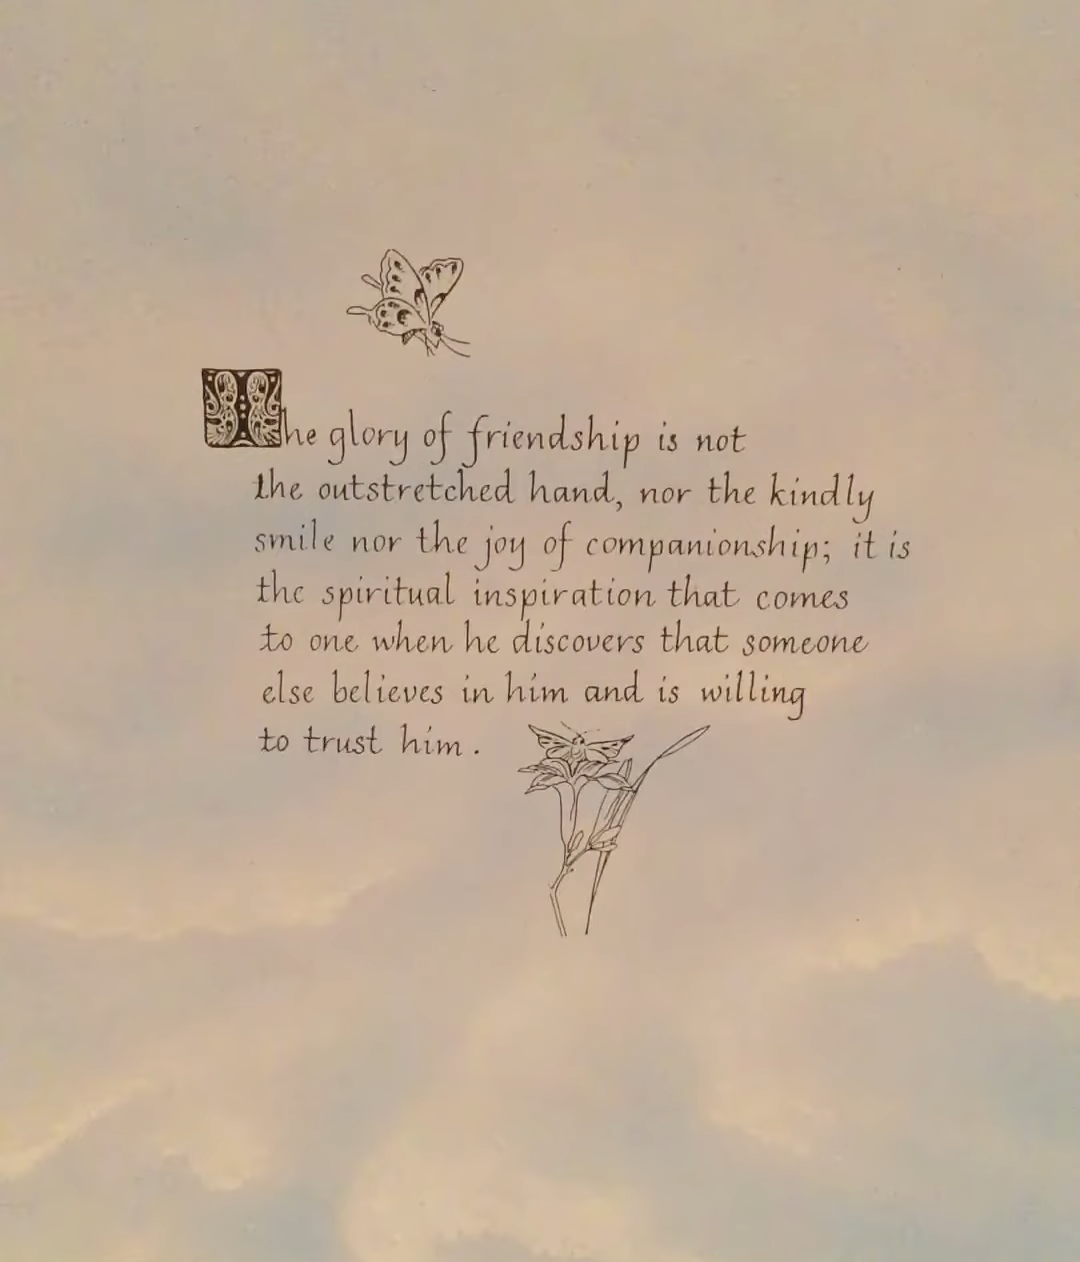 The glory of friendship is not
the outstretched hand, nor the kindly
smile nor the joy of companionship; it is
the spiritual inspiration that comes
to one when he discovers that someone
else believes in him and is willing
to trust him.